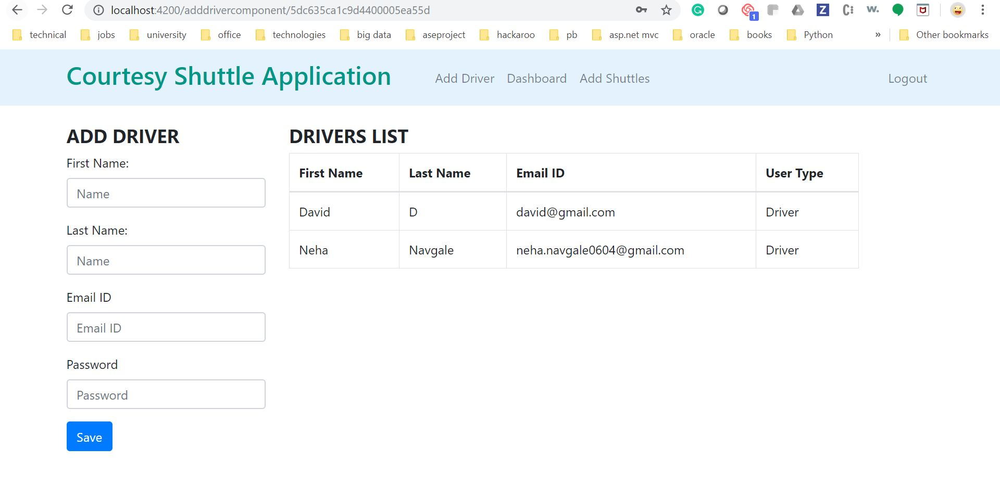 localhost:4200/adddrivercomponent/5dc635ca1c9d4400005ea55d
1
Z
C
w.
technical jobs university office technologies big data aseproject hackaroo pb asp.net mvc oracle books Python » Other bookmarks
Courtesy Shuttle Application Add Driver Dashboard Add Shuttles Logout
ADD DRIVER
First Name:
Name
Last Name:
Name
Email ID
Email ID
Password
Password
Save
DRIVERS LIST
First Name Last Name Email ID User Type
David D david@gmail.com Driver
Neha Navgale neha.navgale0604@gmail.com Driver